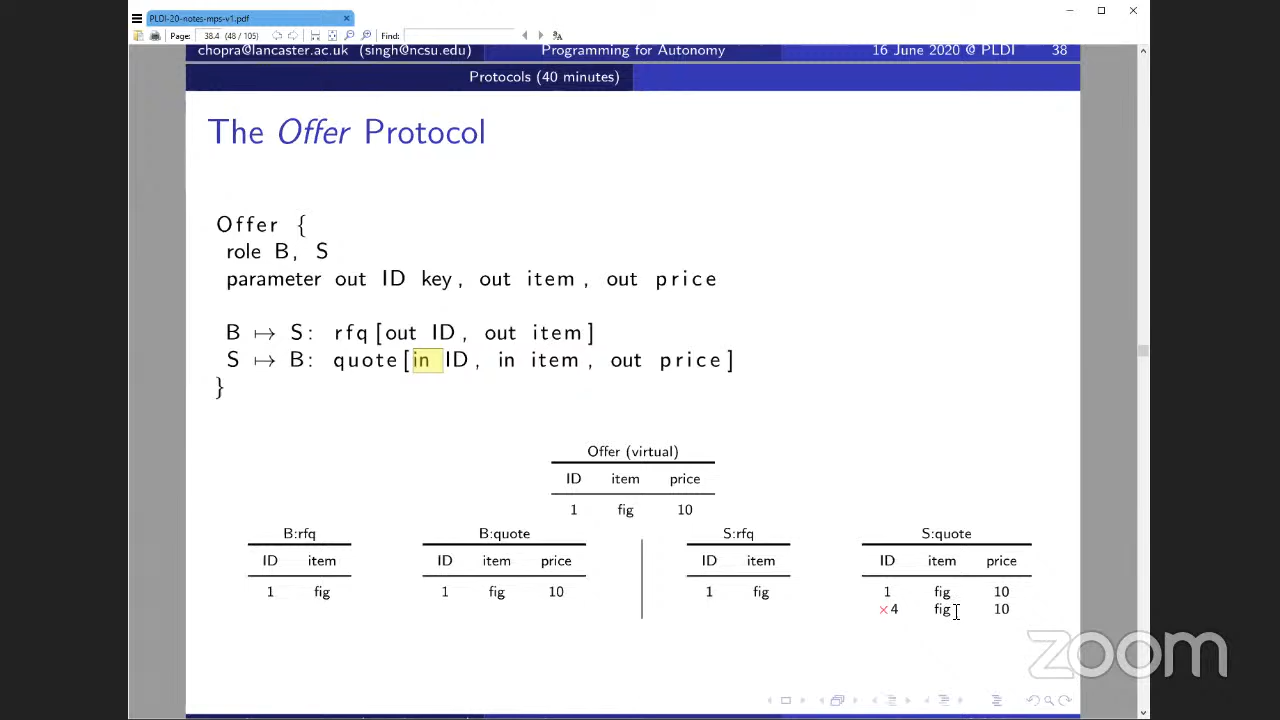 PLDI-20-notes-mps-v1.pdf
Page: 38.4 (48 / 105) Find:
chopra@lancaster.ac.uk (singh@ncsu.edu) Programming for Autonomy 16 June 2020 @ PLDI 38
Protocols (40 minutes)
The Offer Protocol
Offer {
role B, S
parameter out ID key, out item, out price
B ↦ S: rfq[out ID, out item]
S ↦ B: quote[in ID, in item, out price]
}
Offer (virtual)
ID item price
1 fig 10
B:rfq B:quote S:rfq S:quote
ID item ID item price ID item ID item price
1 fig 1 fig 10 1 fig 1 fig 10
×4 fig 10
zoom